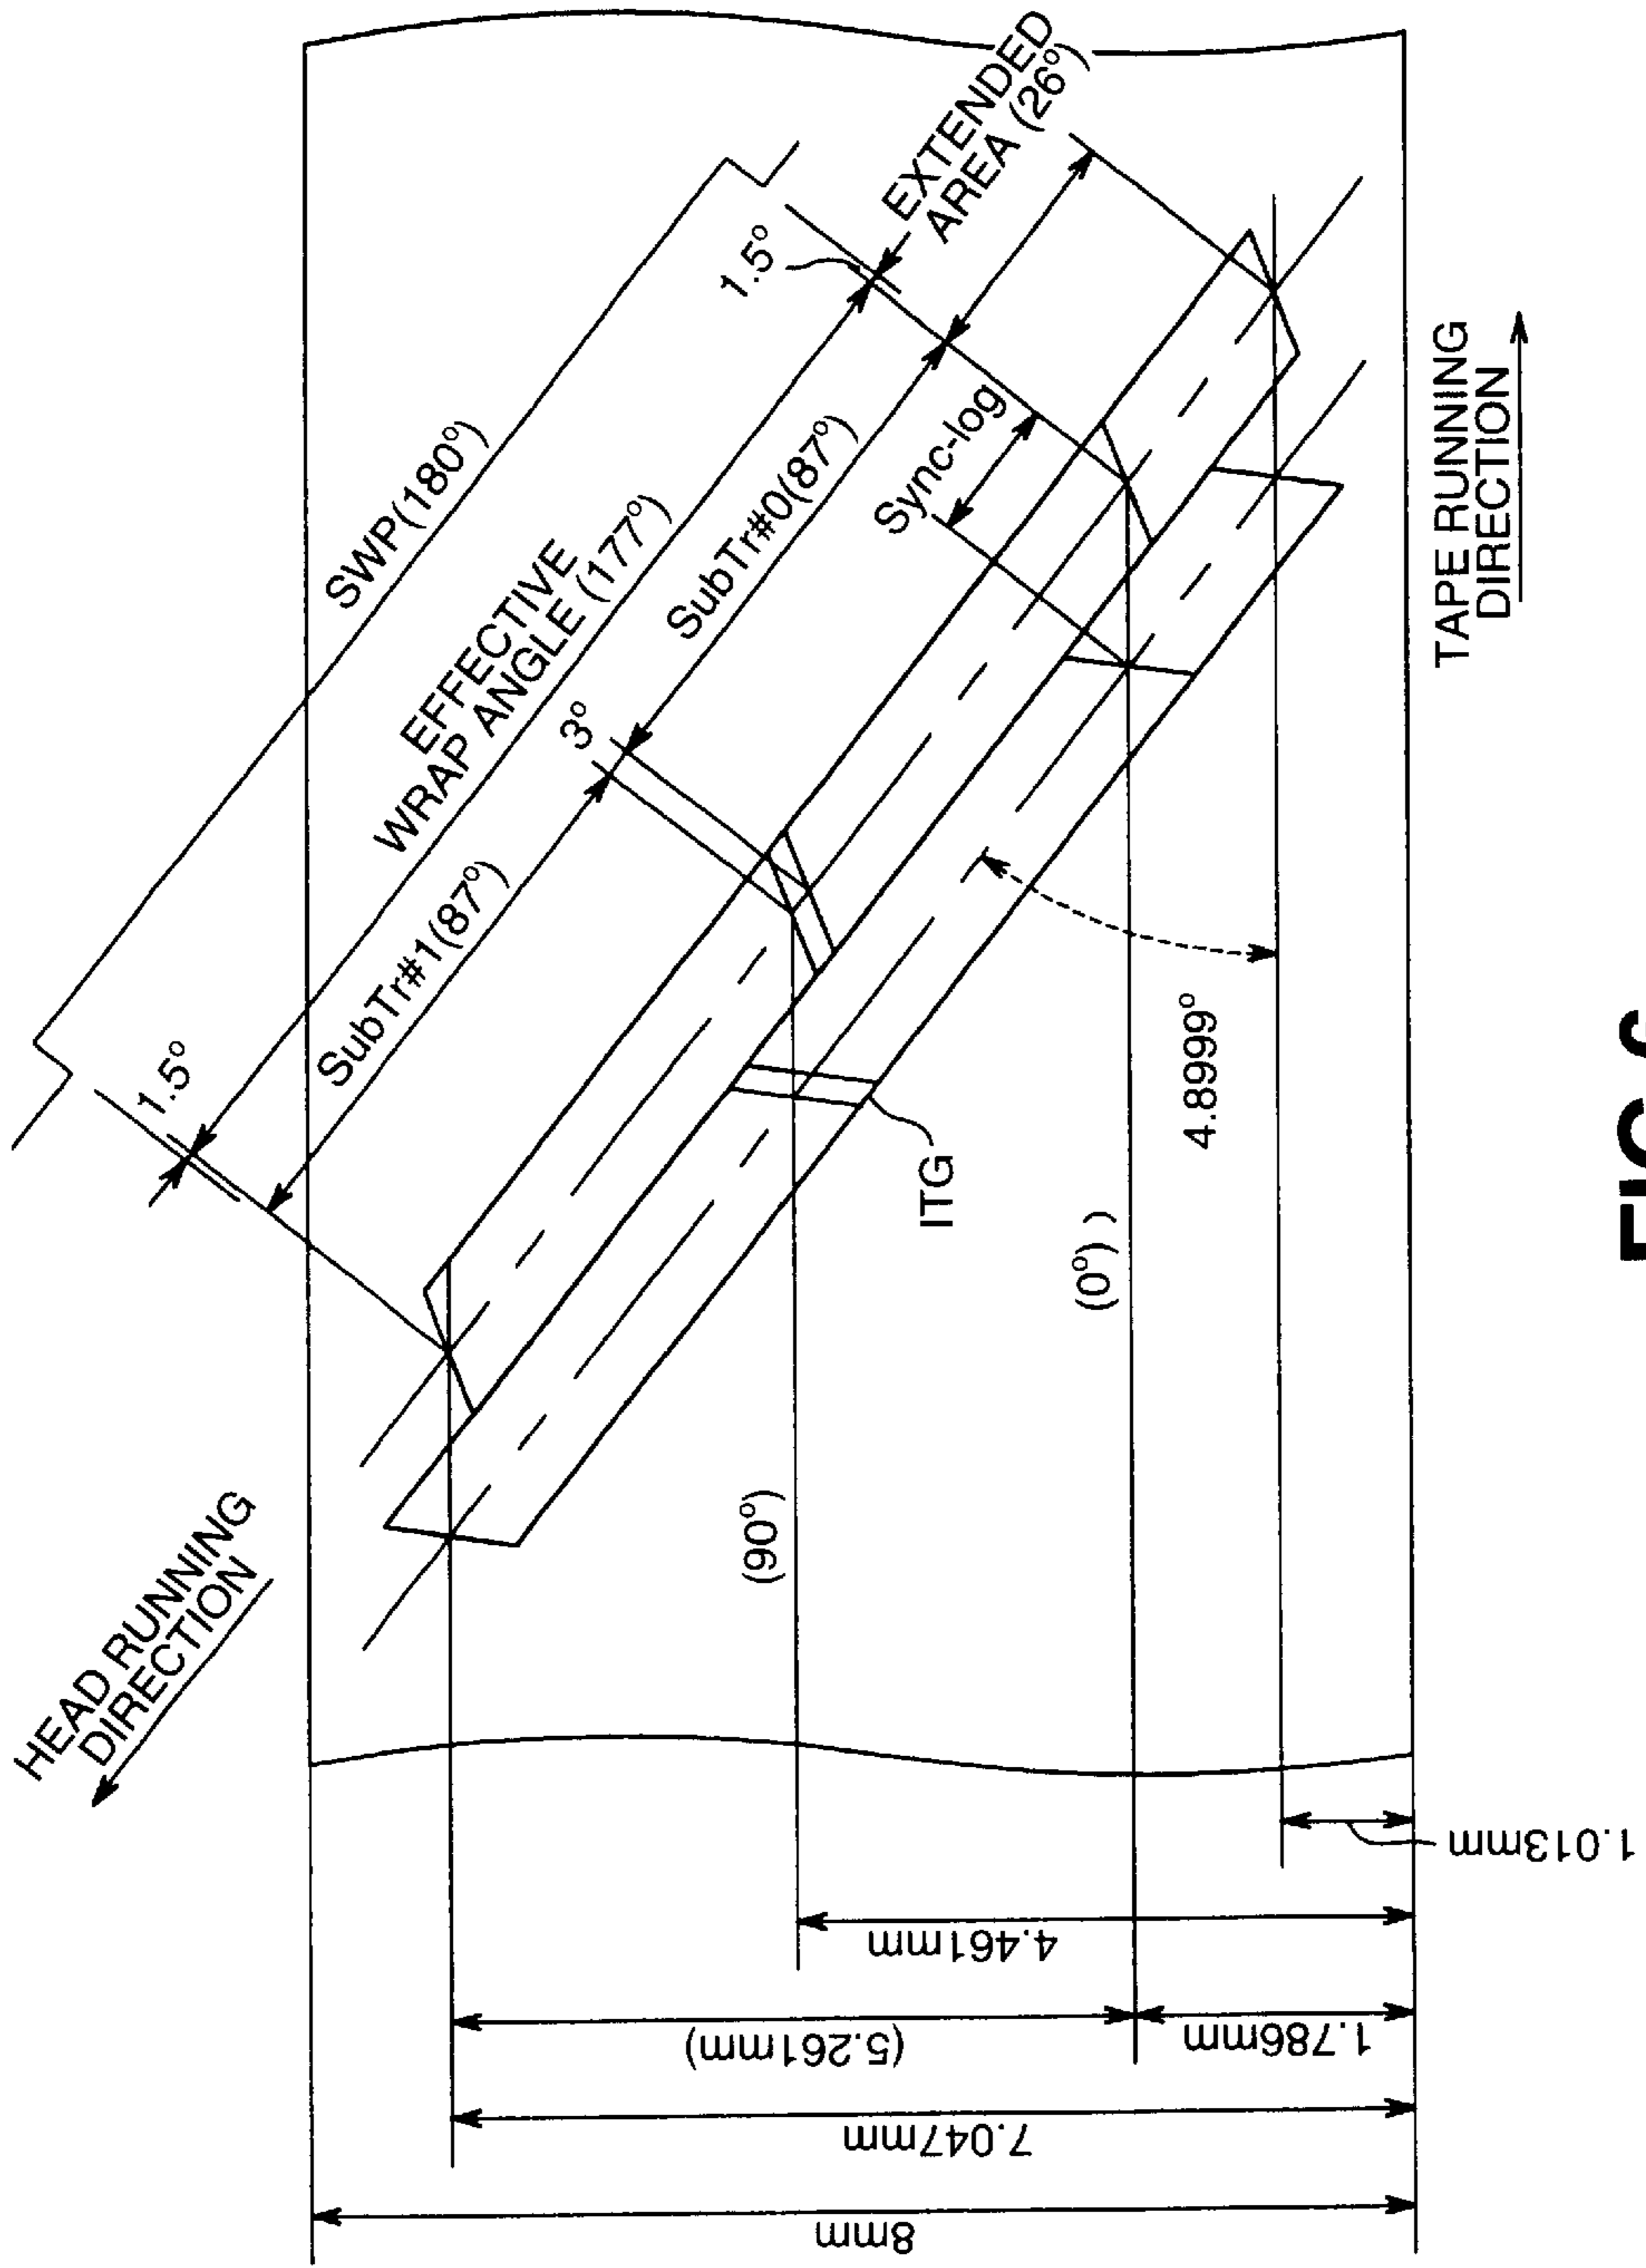 SWP(180°)
1.5°
EXTENDED
AREA (26°)
EFFECTIVE
WRAP ANGLE (177°)
1.5°
SubTr#0(87°)
3°
SubTr#1(87°)
Sync-log
HEAD RUNNING
DIRECTION
TAPE RUNNING
DIRECTION
ITG
4.8999°
(90°)
(0°) )
1.013mm
4.461mm
(5.261mm)
1.786mm
7.047mm
8mm